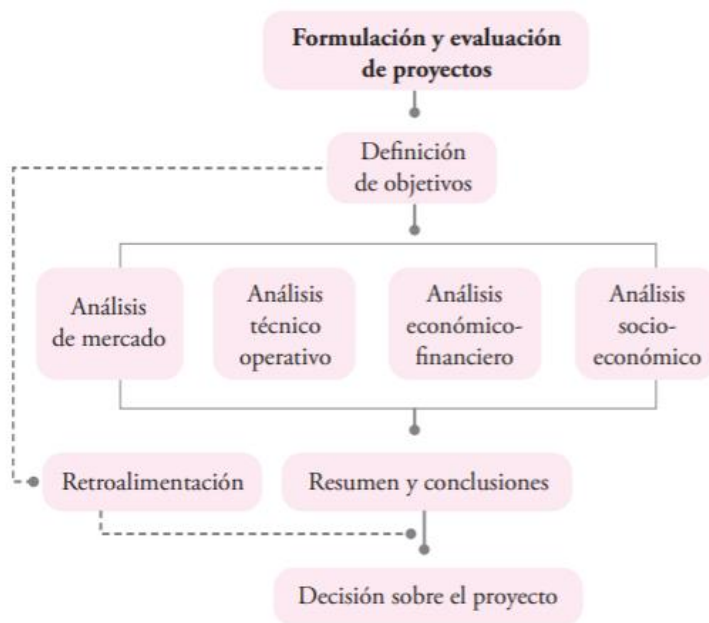 Formulación y evaluación
de proyectos
Definición
de objetivos
Análisis
de mercado
Análisis
técnico
operativo
Análisis
económico-
financiero
Análisis
socio-
económico
Retroalimentación
Resumen y conclusiones
Decisión sobre el proyecto